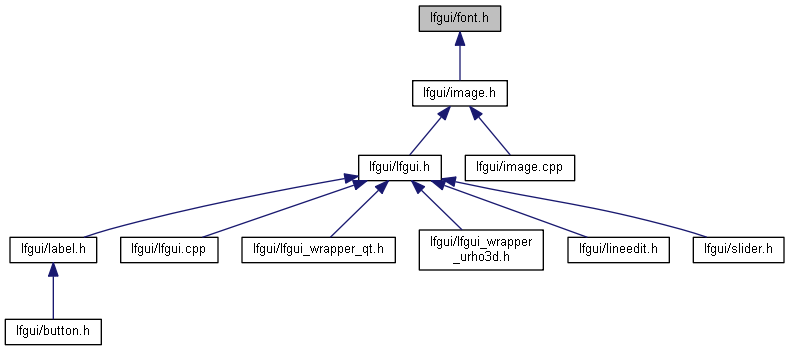 lfgui/font.h
lfgui/image.h
lfgui/lfgui.h
lfgui/image.cpp
lfgui/label.h
lfgui/lfgui.cpp
lfgui/lfgui_wrapper_qt.h
lfgui/lfgui_wrapper
_urho3d.h
lfgui/lineedit.h
lfgui/slider.h
lfgui/button.h